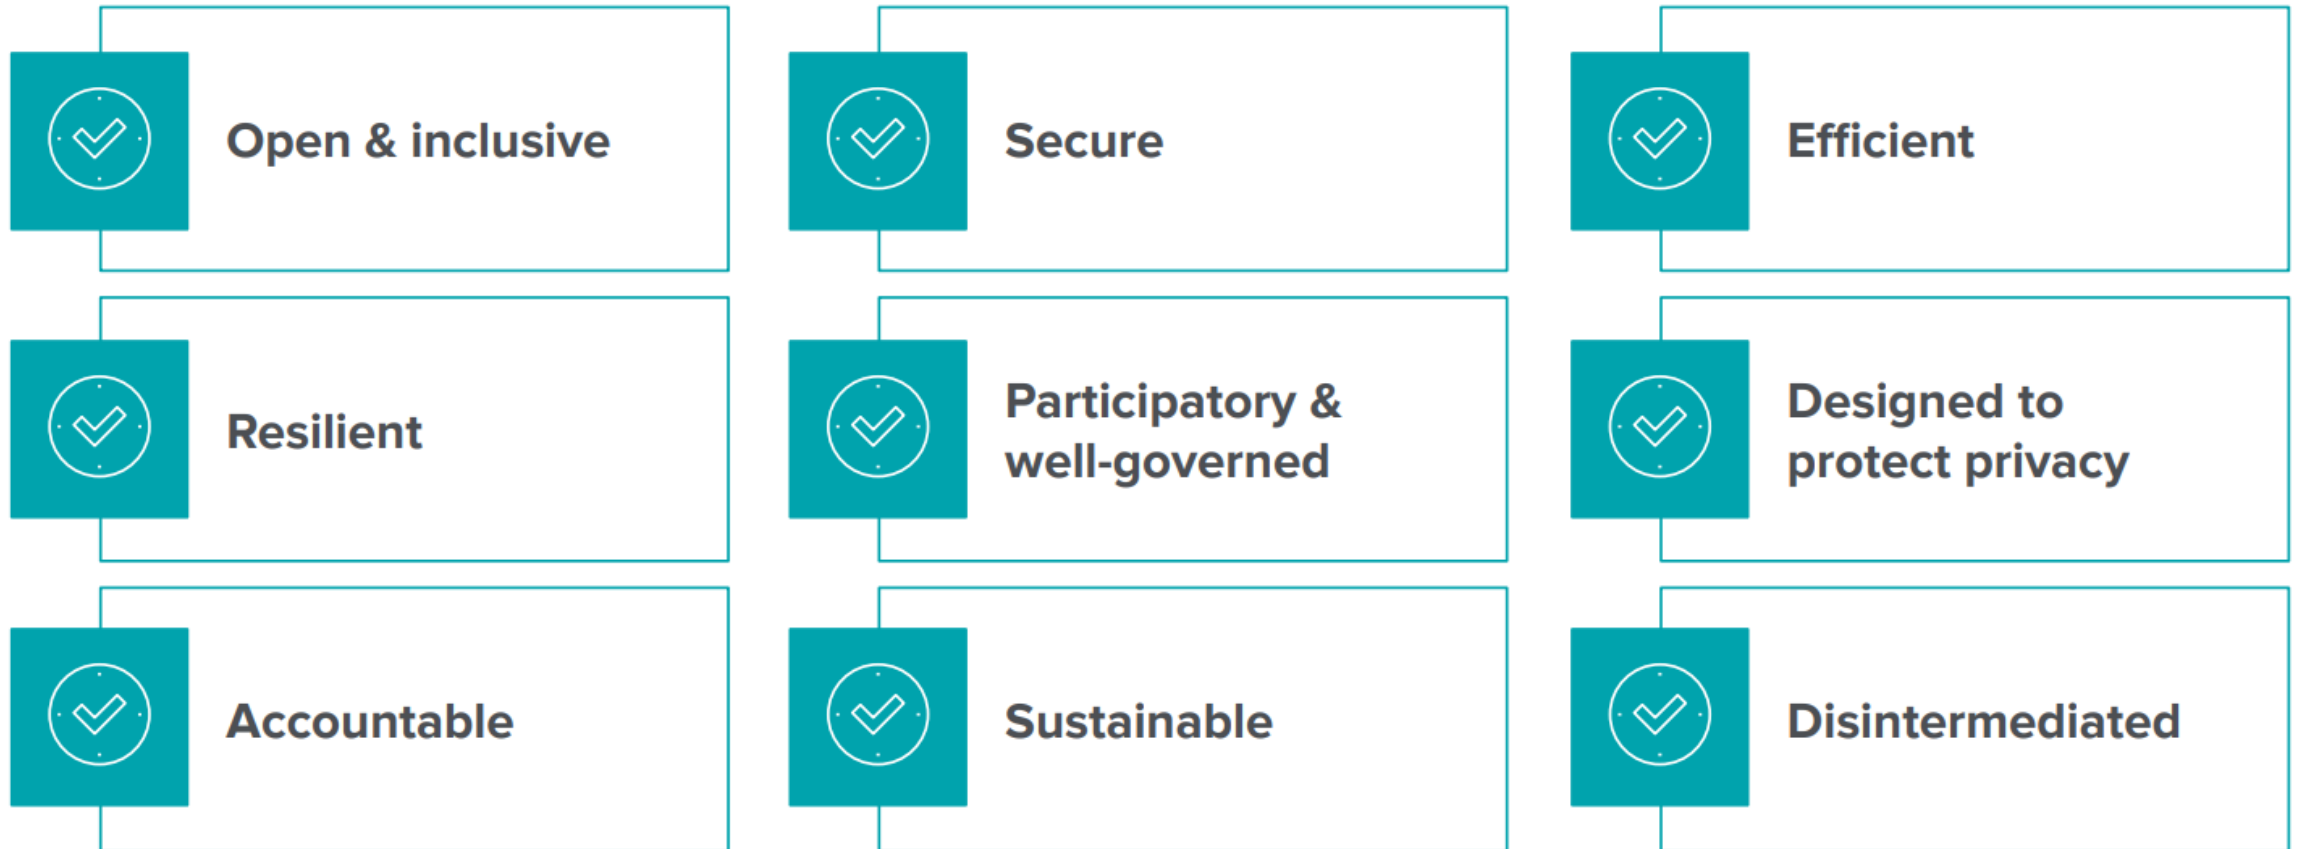 Open & inclusive
Secure
Efficient
Resilient
Participatory &
well-governed
Designed to
protect privacy
Accountable
Sustainable
Disintermediated